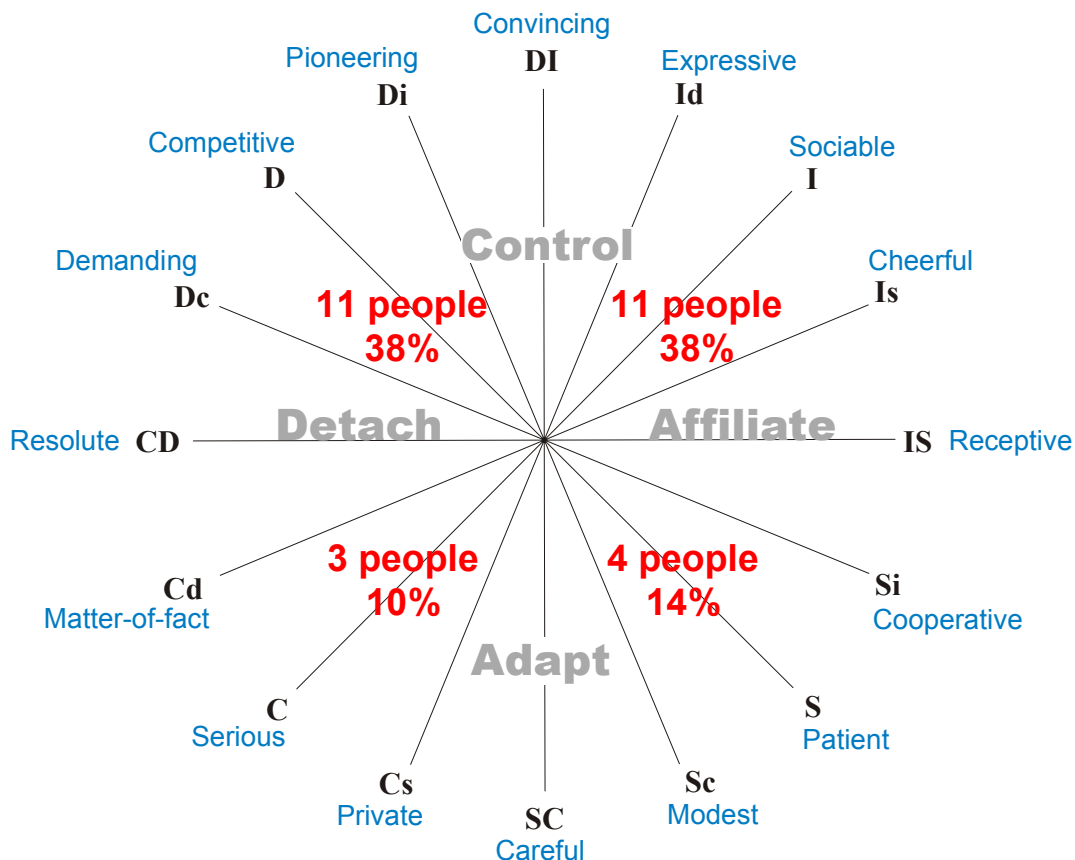 Convincing
DI
Pioneering
Di
Expressive
Id
Competitive
D
Sociable
I
Control
Demanding
Dc
Cheerful
Is
11 people
38%
11 people
38%
Resolute CD
Detach
Affiliate
IS Receptive
3 people
10%
4 people
14%
Cd
Matter-of-fact
Si
Cooperative
Adapt
C
Serious
S
Patient
Cs
Private
Sc
Modest
SC
Careful